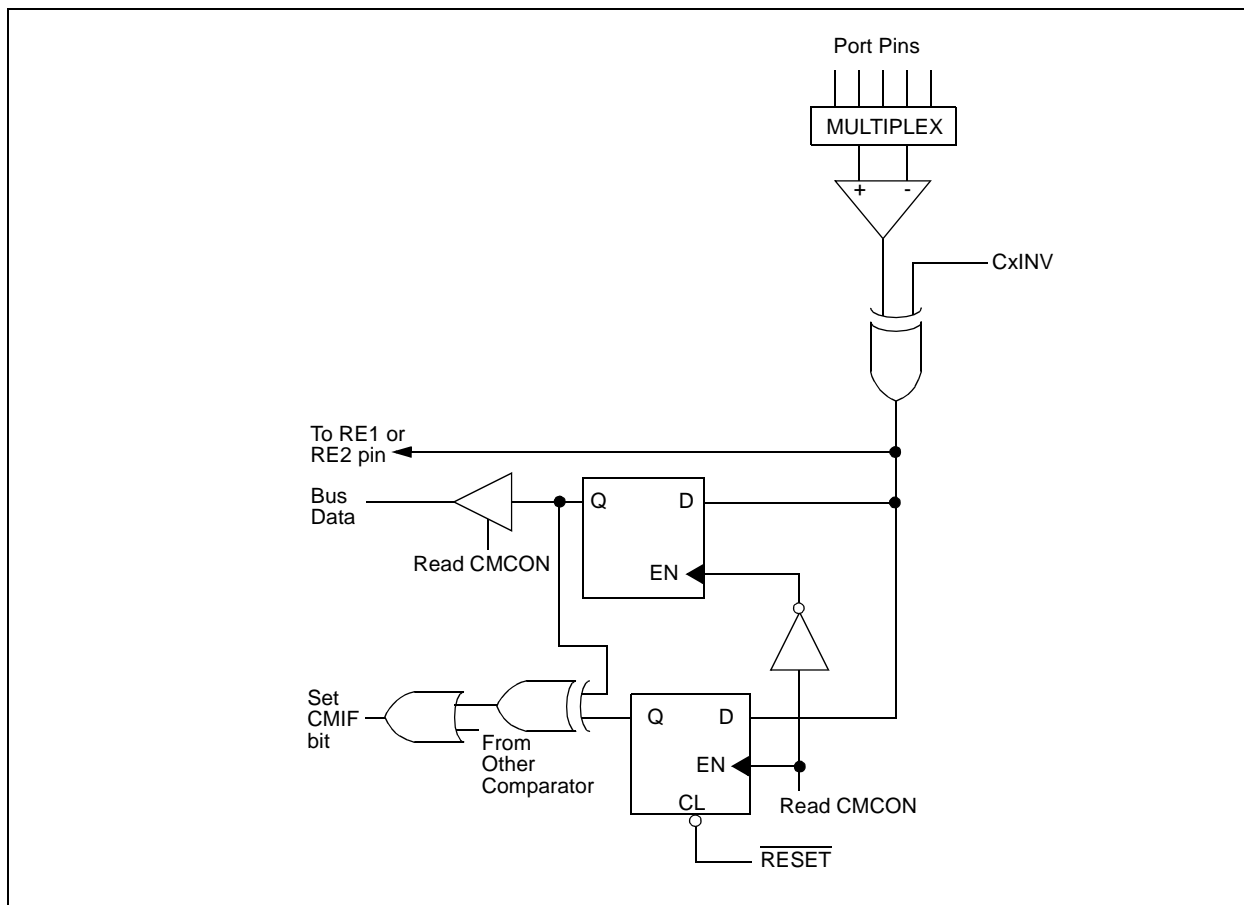 Port Pins
MULTIPLEX
+ -
CxINV
To RE1 or
RE2 pin
Bus
Data
Q D
EN
Read CMCON
Set
CMIF
bit
From
Other
Comparator
Q D
EN
CL
Read CMCON
RESET